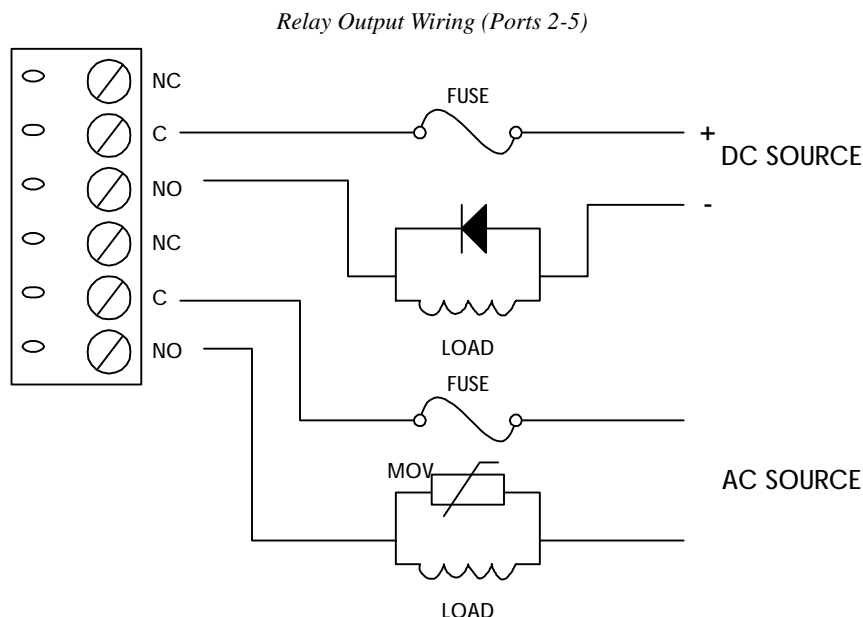 Relay Output Wiring (Ports 2-5)
NC
FUSE
C
+
DC SOURCE
NO
-
NC
C
LOAD
NO
FUSE
MOV
AC SOURCE
LOAD